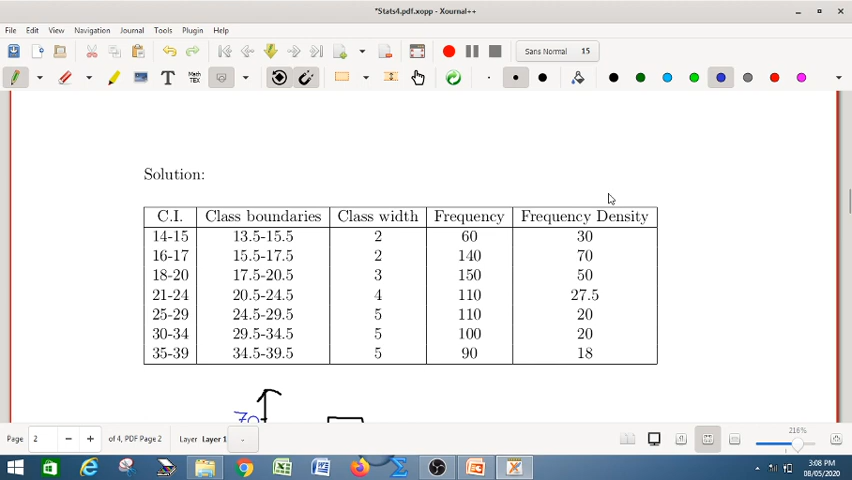 *Stats4.pdf.xopp - Xournal++
File Edit View Navigation Journal Tools Plugin Help
Sans Normal 15
T Math TEX
Solution:
C.I. Class boundaries Class width Frequency Frequency Density
14-15 13.5-15.5 2 60 30
16-17 15.5-17.5 2 140 70
18-20 17.5-20.5 3 150 50
21-24 20.5-24.5 4 110 27.5
25-29 24.5-29.5 5 110 20
30-34 29.5-34.5 5 100 20
35-39 34.5-39.5 5 90 18
70
Page 2 of 4, PDF Page 2 Layer Layer 1 216%
3:08 PM
08/05/2020